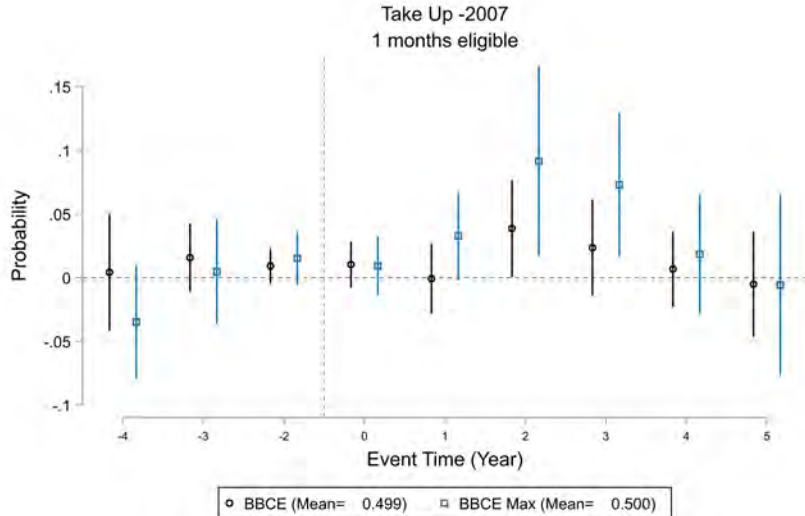 Take Up -2007
1 months eligible
.15
.1
.05
0
-.05
-.1
Probability
-4 -3 -2 0 1 2 3 4 5
Event Time (Year)
BBCE (Mean= 0.499) BBCE Max (Mean= 0.500)